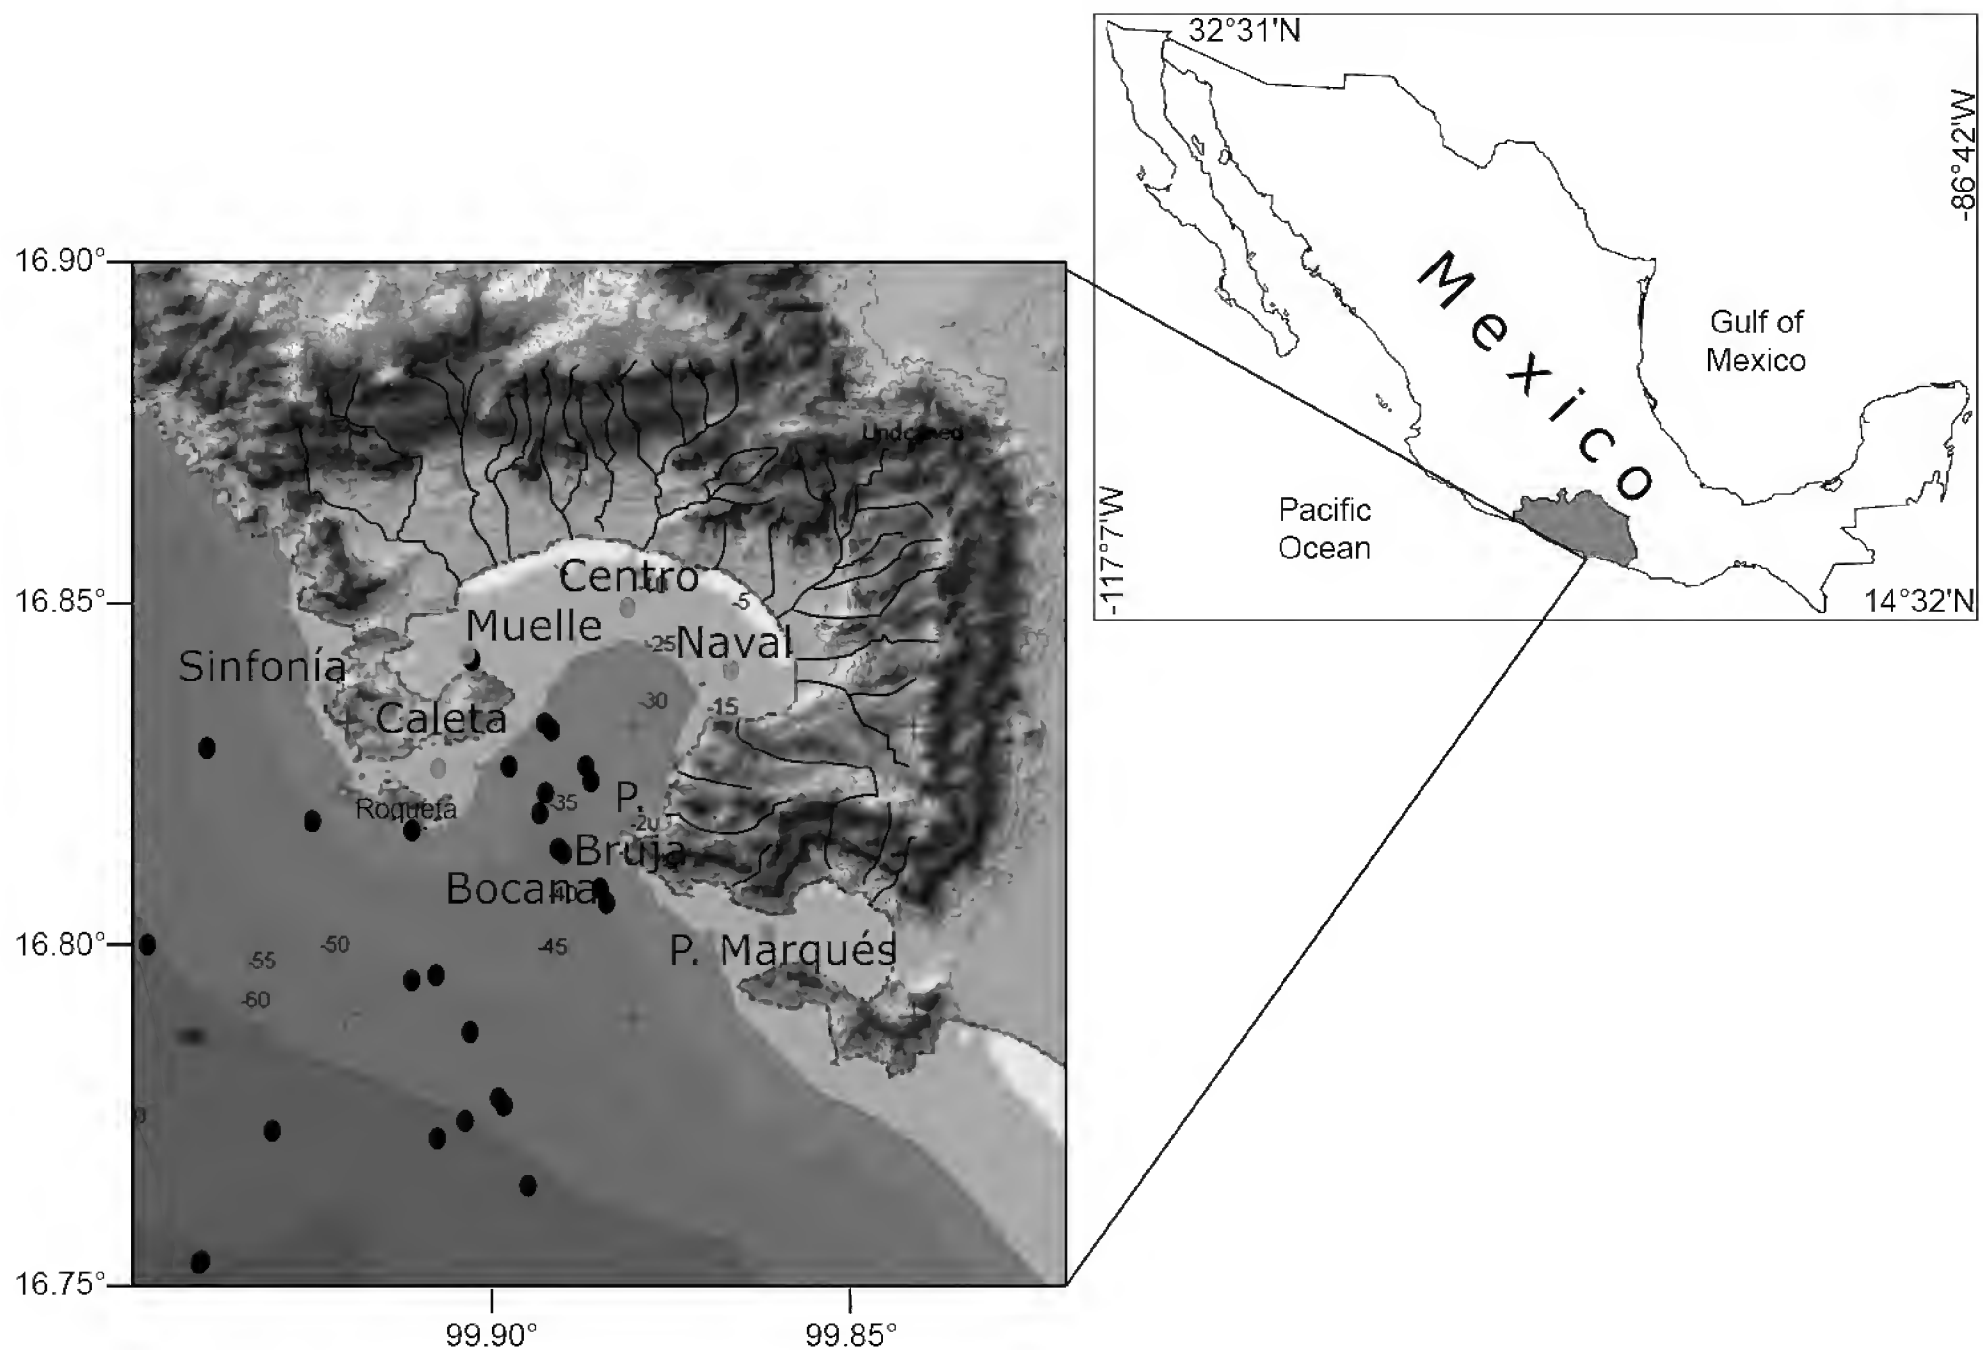 32°31'N
-86°42'W
Mexico
Gulf of
Mexico
Pacific
Ocean
-117°7'W
14°32'N
16.90°
16.85°
16.80°
16.75°
99.90°
99.85°
Centro
-5
Muelle
-25
Naval
Sinfonía
-30
-15
Caleta
Roqueta
-35
P.
-20
Bruja
Bocana
-40
-50
-45
P. Marqués
-55
-60